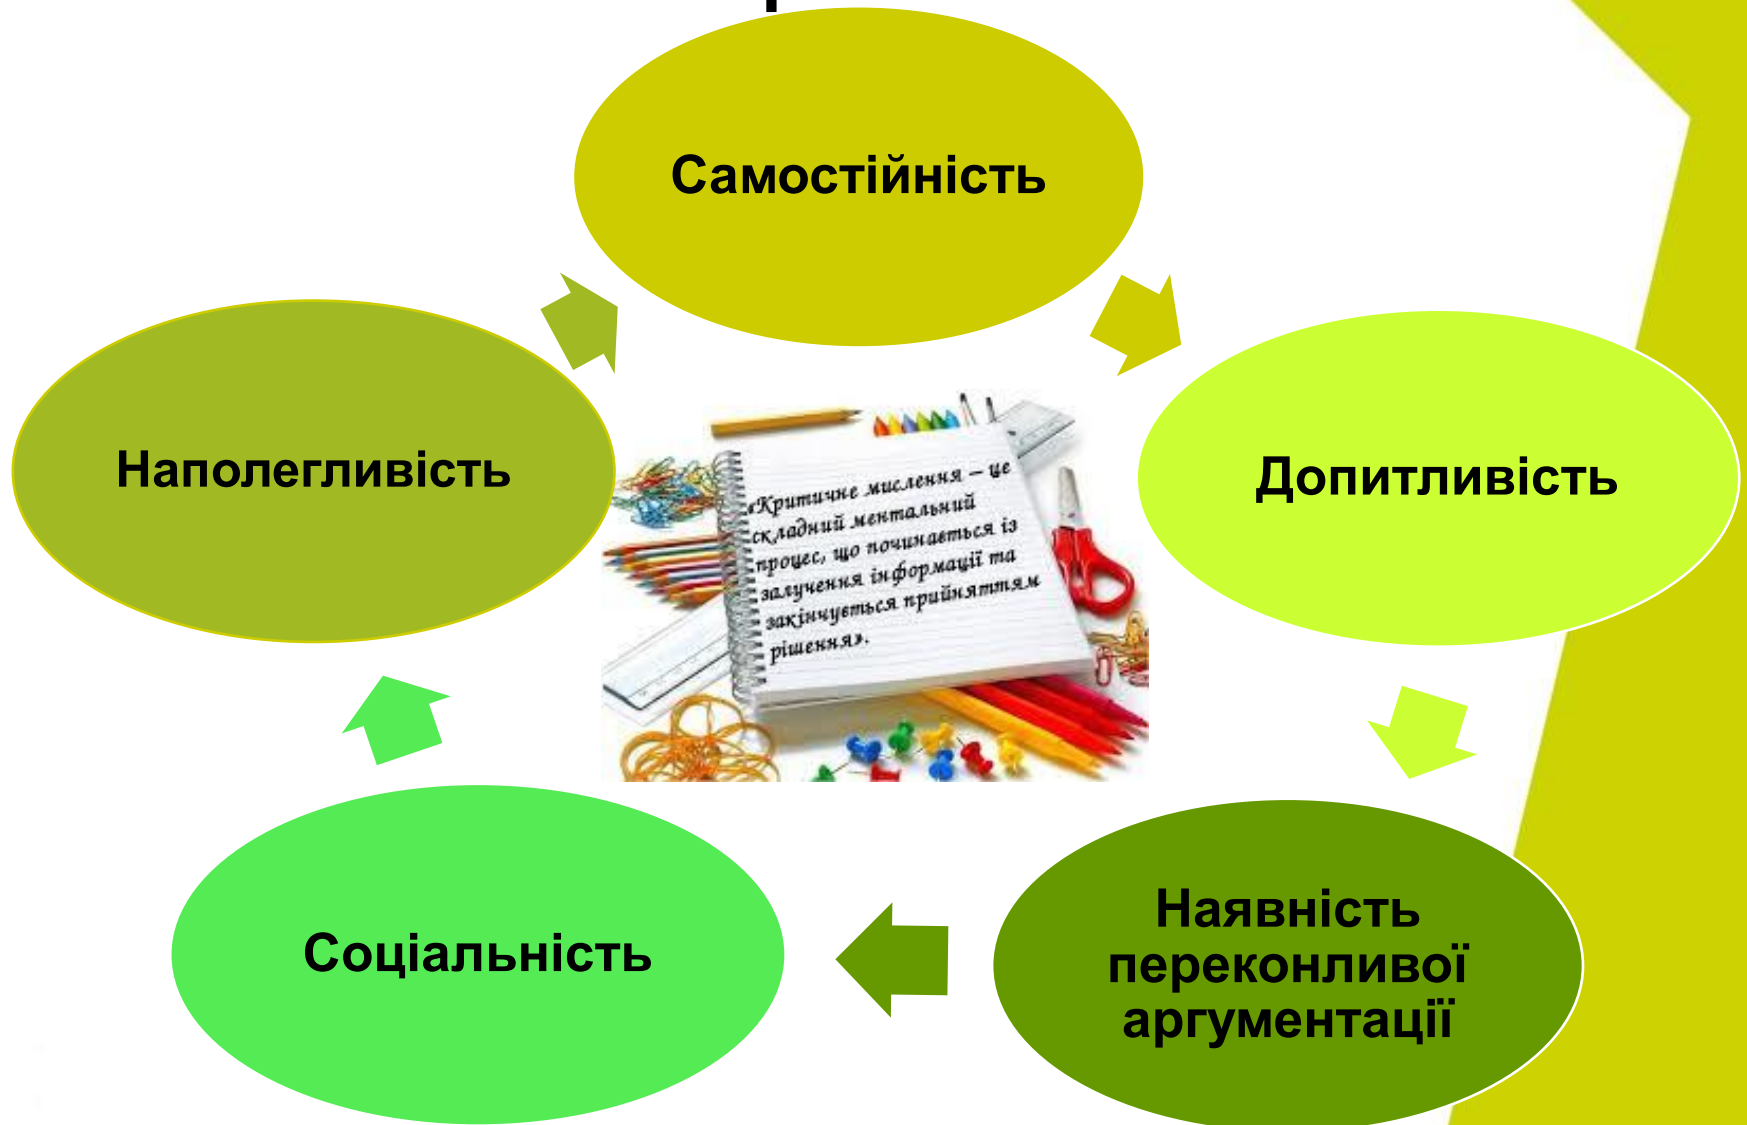 Самостійність
Наполегливість
Допитливість
«Критичне мислення – це
складний ментальний
процес, що починається із
залучення інформації та
закінчується прийняттям
рішення».
Соціальність
Наявність
переконливої
аргументації